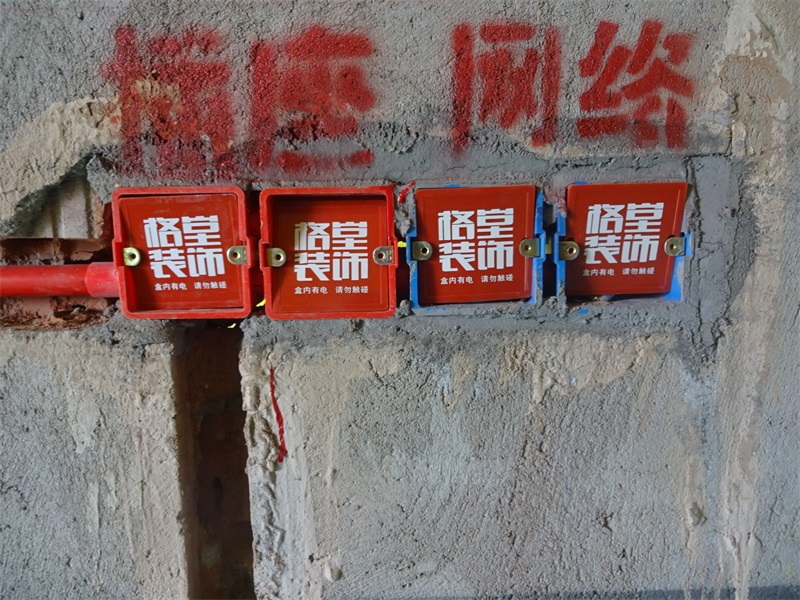 插座 网络
格堂
装饰
盒内有电 请勿触碰
格堂
装饰
盒内有电 请勿触碰
格堂
装饰
盒内有电 请勿触碰
格堂
装饰
盒内有电 请勿触碰